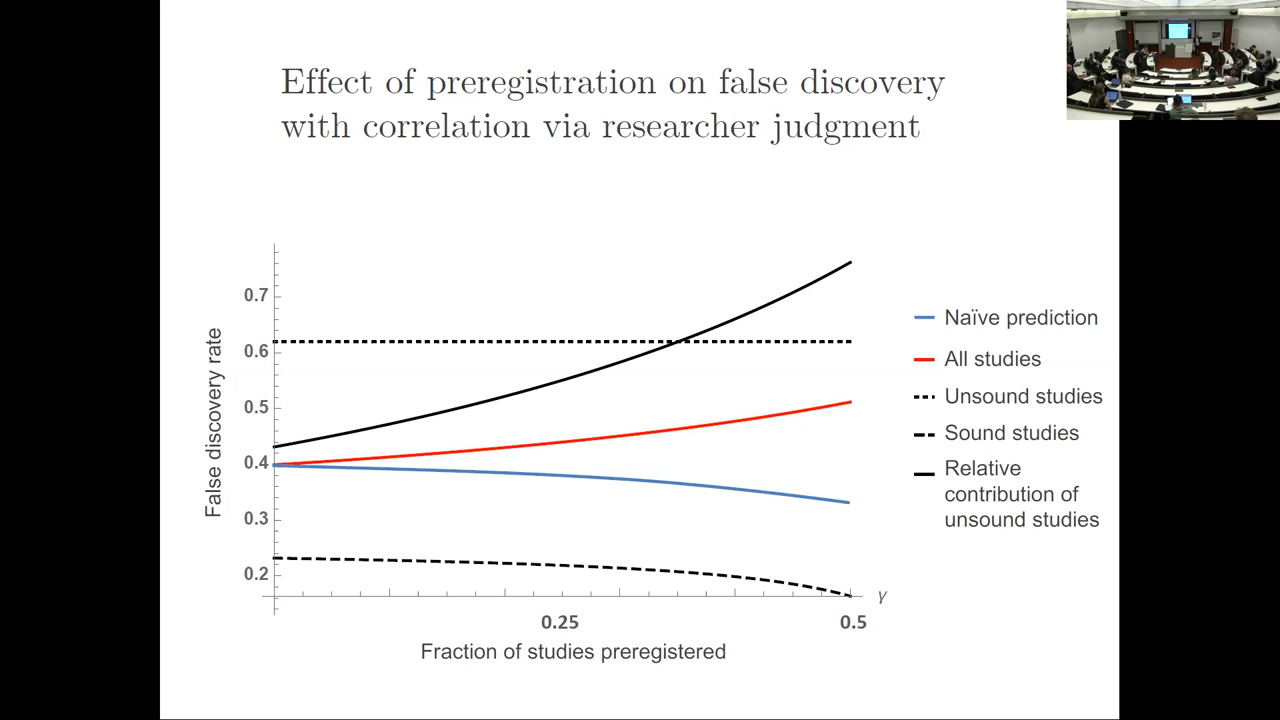 Effect of preregistration on false discovery
with correlation via researcher judgment
False discovery rate
0.7
0.6
0.5
0.4
0.3
0.2
0.25
0.5
γ
Fraction of studies preregistered
Naïve prediction
All studies
Unsound studies
Sound studies
Relative
contribution of
unsound studies